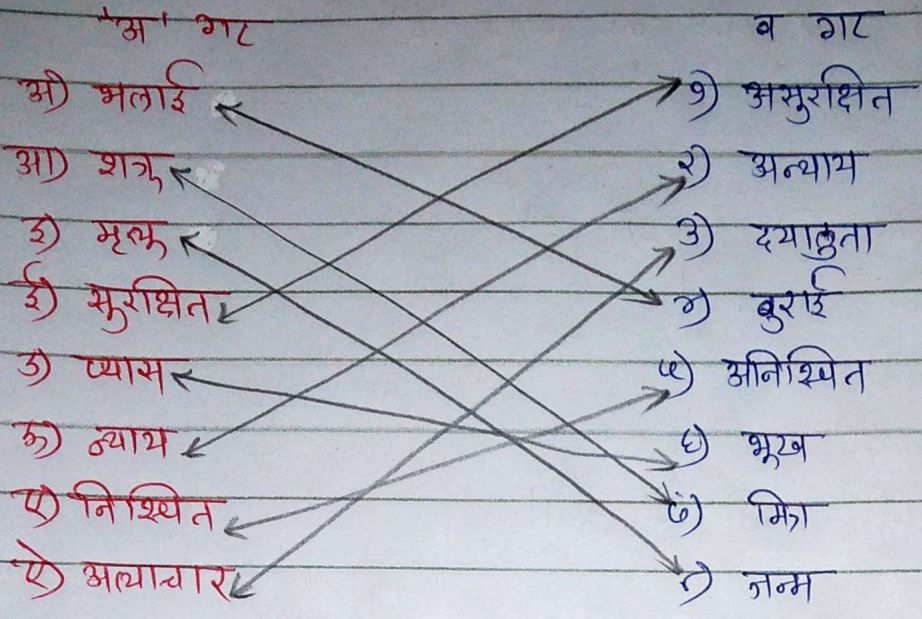 'अ' गट ब गट
अ) भलाई १) असुरक्षित
आ) शत्रू २) अन्याय
इ) मृत्यू ३) दयालुता
ई) सुरक्षित ४) बुराई
उ) प्यास ५) अनिश्चित
ऊ) न्याय ६) भूख
ए) निश्चित ७) मित्र
ऐ) अत्याचार ८) जन्म